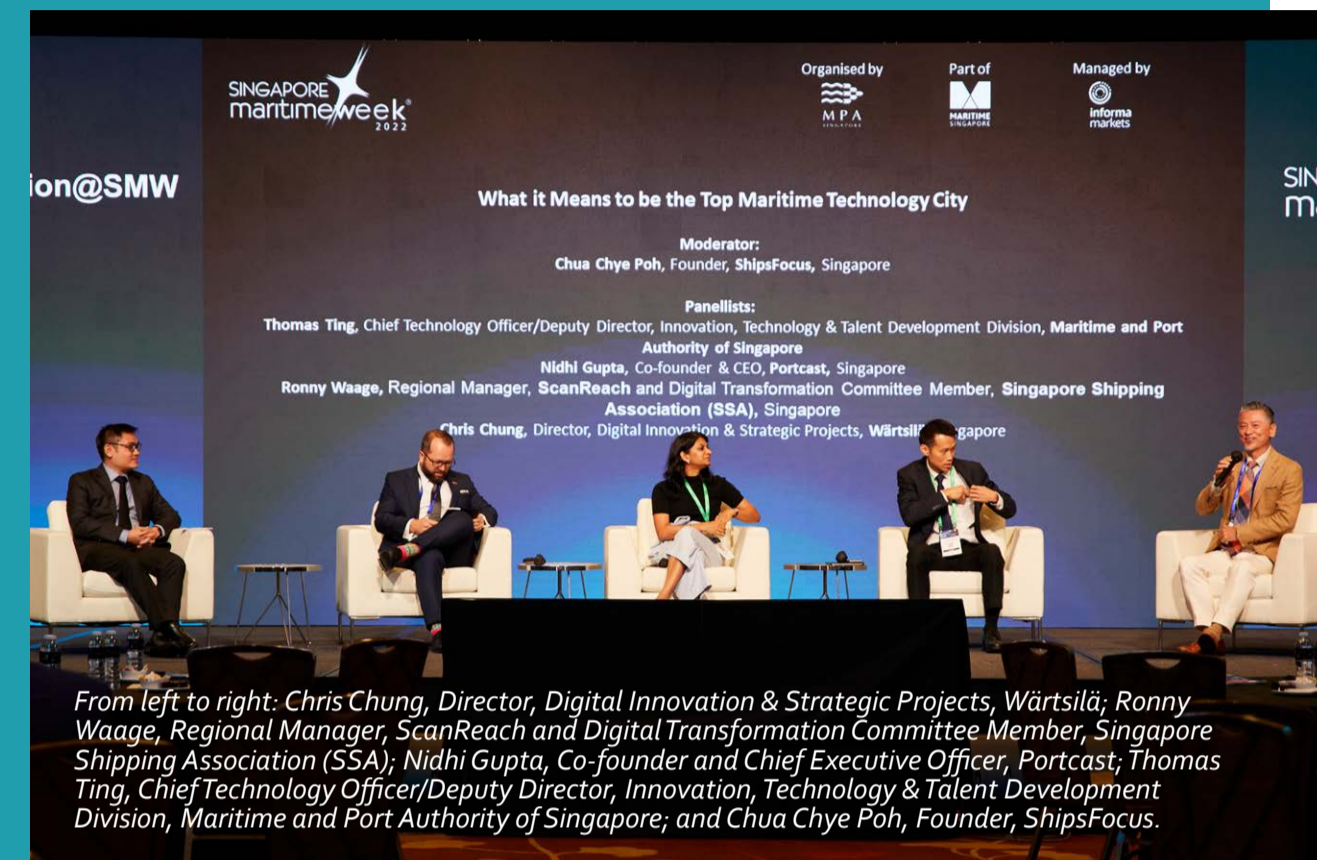 SINGAPORE
maritimeweek®
2022
Organised by
MPA
SINGAPORE
Part of
MARITIME
SINGAPORE
Managed by
informa
markets
ion@SMW
SIN
m
What it Means to be the Top Maritime Technology City
Moderator:
Chua Chye Poh, Founder, ShipsFocus, Singapore
Panellists:
Thomas Ting, Chief Technology Officer/Deputy Director, Innovation, Technology & Talent Development Division, Maritime and Port
Authority of Singapore
Nidhi Gupta, Co-founder & CEO, Portcast, Singapore
Ronny Waage, Regional Manager, ScanReach and Digital Transformation Committee Member, Singapore Shipping
Association (SSA), Singapore
Chris Chung, Director, Digital Innovation & Strategic Projects, Wärtsil gapore
From left to right: Chris Chung, Director, Digital Innovation & Strategic Projects, Wärtsilä; Ronny
Waage, Regional Manager, ScanReach and Digital Transformation Committee Member, Singapore
Shipping Association (SSA); Nidhi Gupta, Co-founder and Chief Executive Officer, Portcast; Thomas
Ting, Chief Technology Officer/Deputy Director, Innovation, Technology & Talent Development
Division, Maritime and Port Authority of Singapore; and Chua Chye Poh, Founder, ShipsFocus.